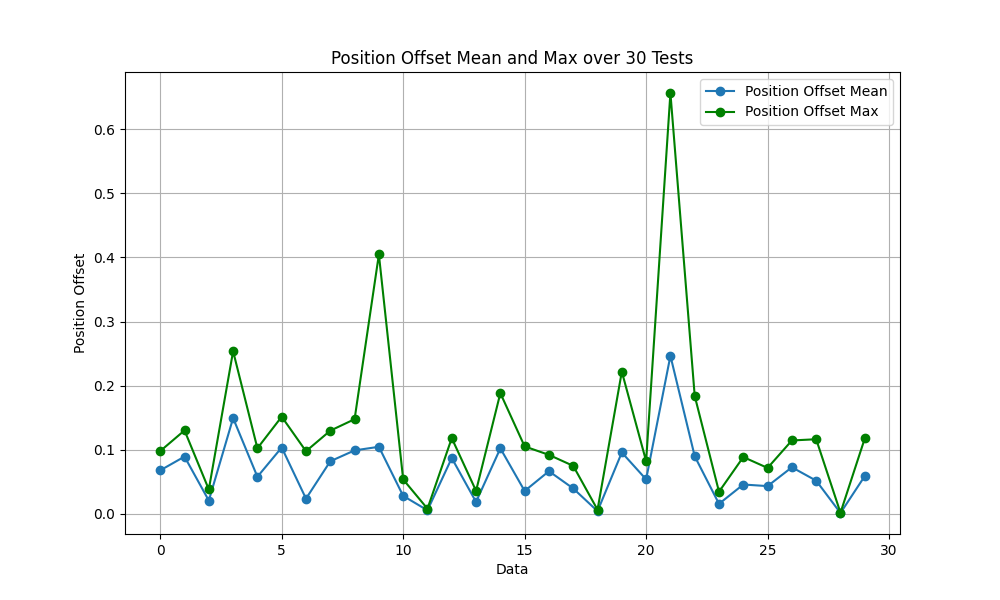 Position Offset Mean and Max over 30 Tests
Position Offset Mean
Position Offset Max
Position Offset
0.6
0.5
0.4
0.3
0.2
0.1
0.0
0 5 10 15 20 25 30
Data